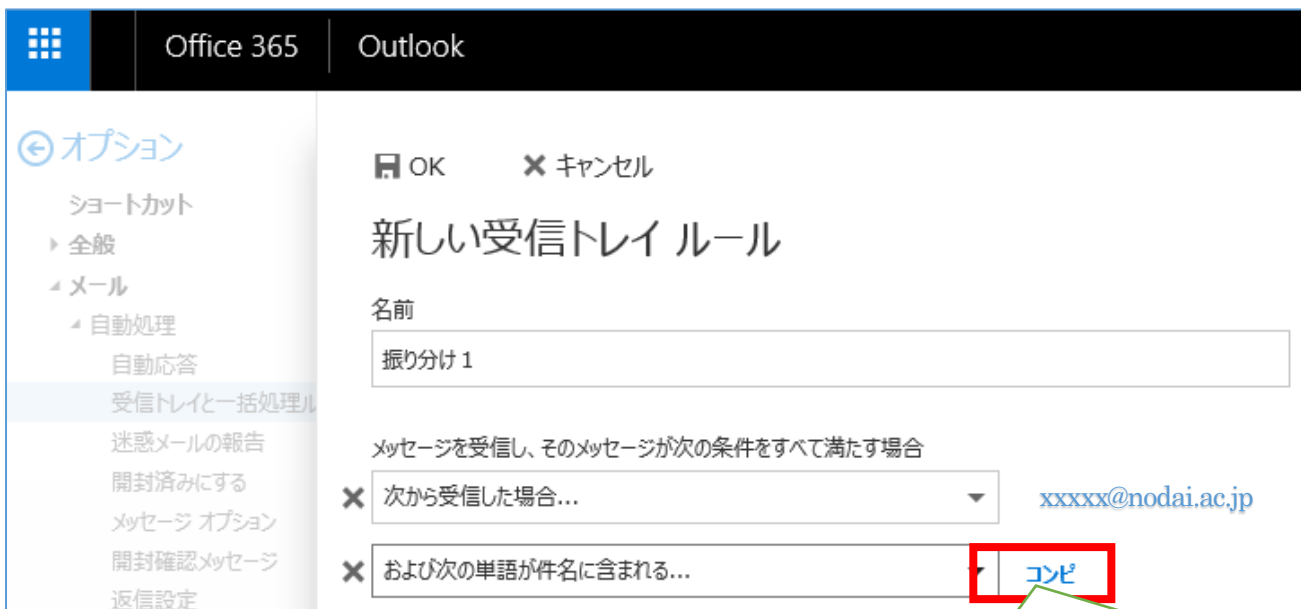 Office 365 Outlook
オプション
ショートカット
全般
メール
自動処理
自動応答
受信トレイと一括処理ル
迷惑メールの報告
開封済みにする
メッセージ オプション
開封確認メッセージ
返信設定
OK キャンセル
新しい受信トレイ ルール
名前
振り分け 1
メッセージを受信し、そのメッセージが次の条件をすべて満たす場合
次から受信した場合... xxxxx@nodai.ac.jp
および次の単語が件名に含まれる... コンピ